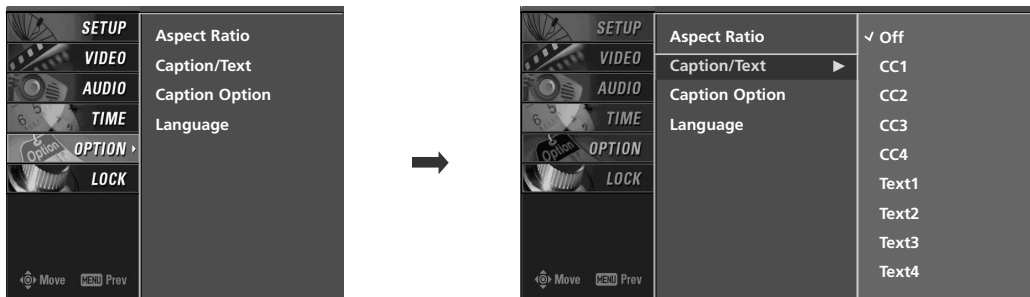 SETUP
VIDEO
AUDIO
TIME
OPTION
LOCK
Aspect Ratio
Caption/Text
Caption Option
Language
Move MENU Prev
SETUP
VIDEO
AUDIO
TIME
OPTION
LOCK
Aspect Ratio
Caption/Text
Caption Option
Language
Off
CC1
CC2
CC3
CC4
Text1
Text2
Text3
Text4
Move MENU Prev